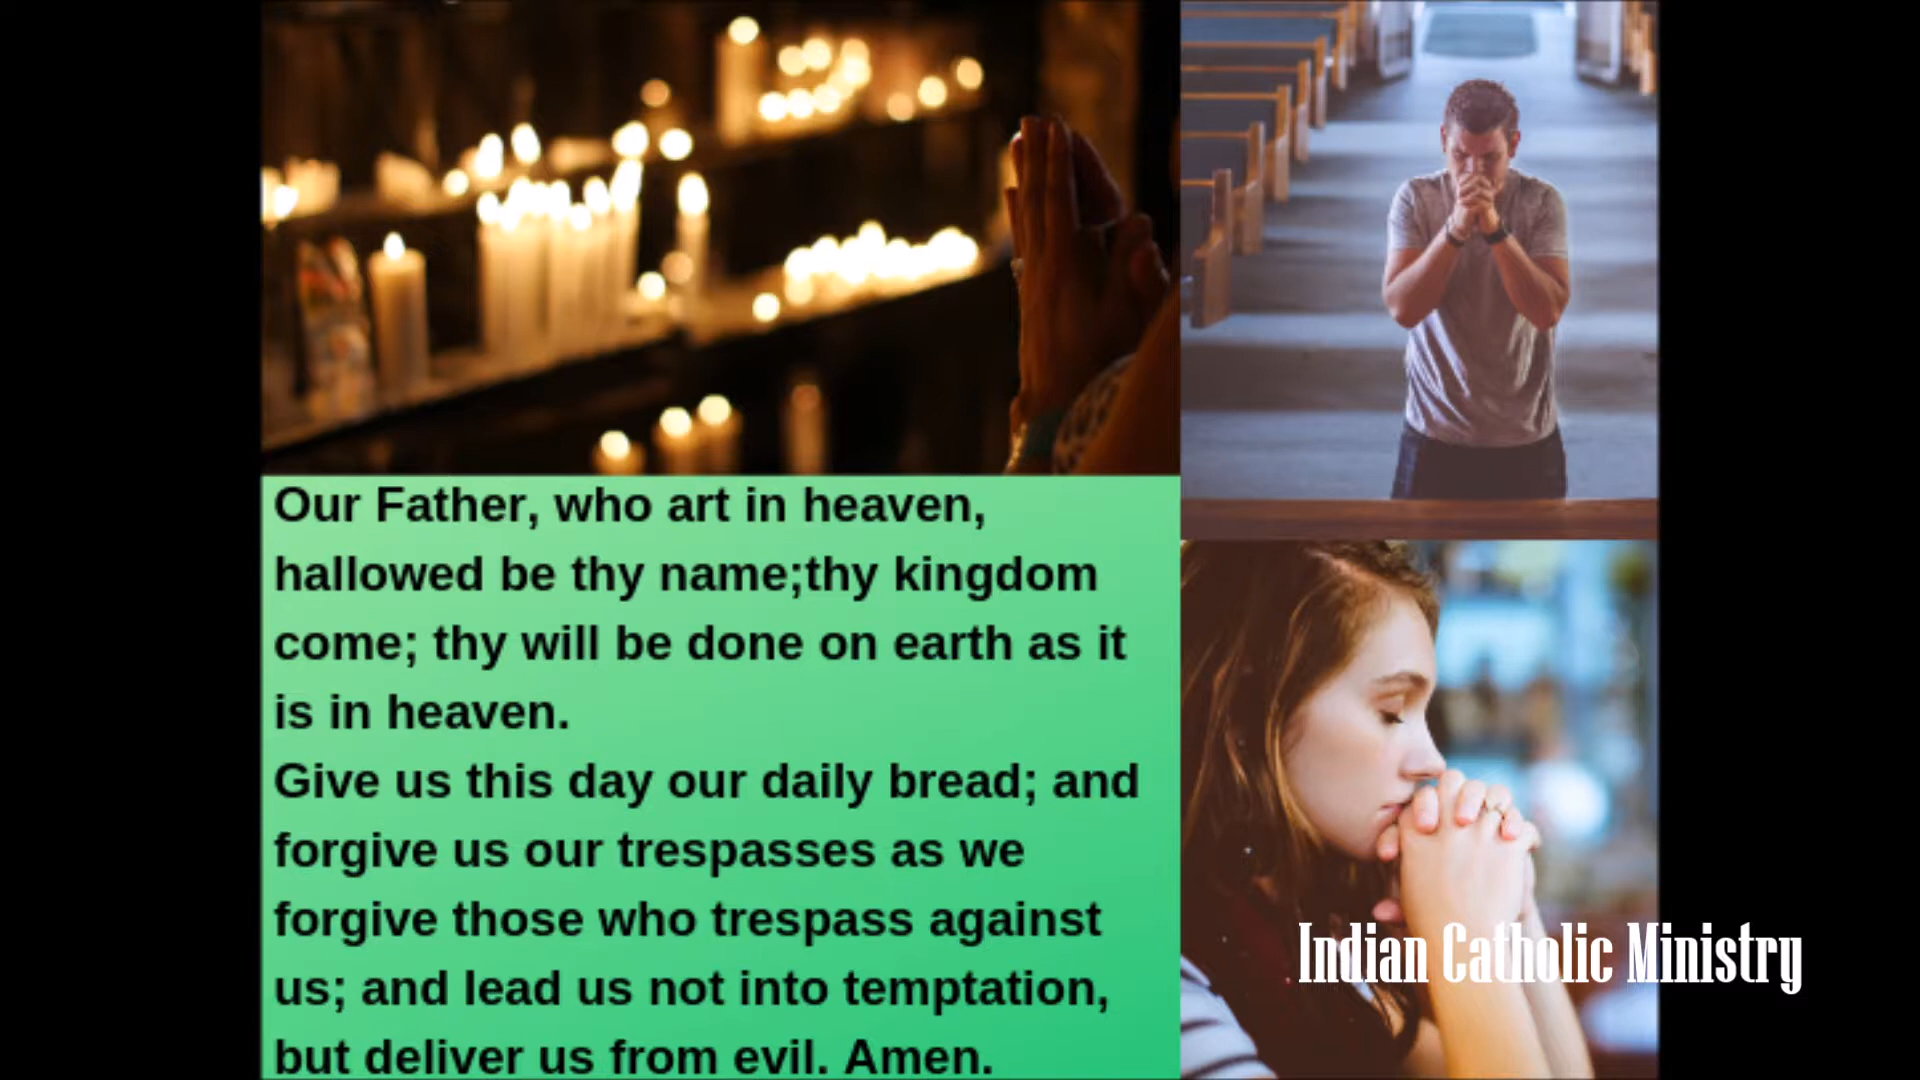 Our Father, who art in heaven,
hallowed be thy name;thy kingdom
come; thy will be done on earth as it
is in heaven.
Give us this day our daily bread; and
forgive us our trespasses as we
forgive those who trespass against
us; and lead us not into temptation,
but deliver us from evil. Amen.
Indian Catholic Ministry